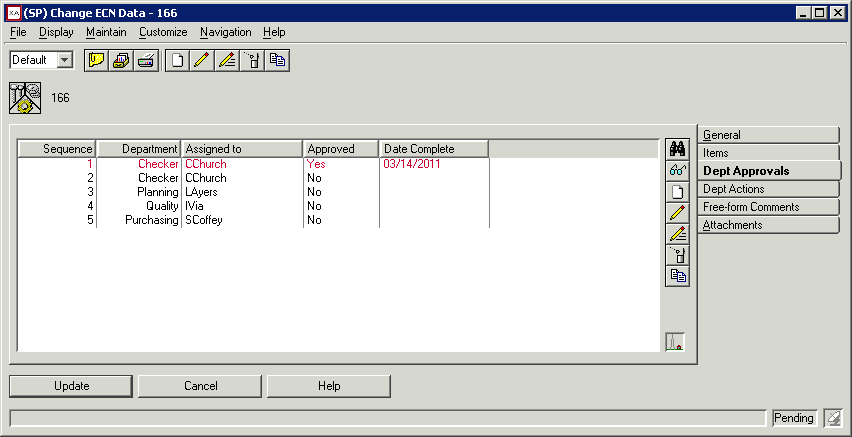 XA (SP) Change ECN Data - 166
File Display Maintain Customize Navigation Help
Default
166
Sequence Department Assigned to Approved Date Complete
1 Checker CChurch Yes 03/14/2011
2 Checker CChurch No
3 Planning LAyers No
4 Quality IVia No
5 Purchasing SCoffey No
General
Items
Dept Approvals
Dept Actions
Free-form Comments
Attachments
Update Cancel Help
Pending